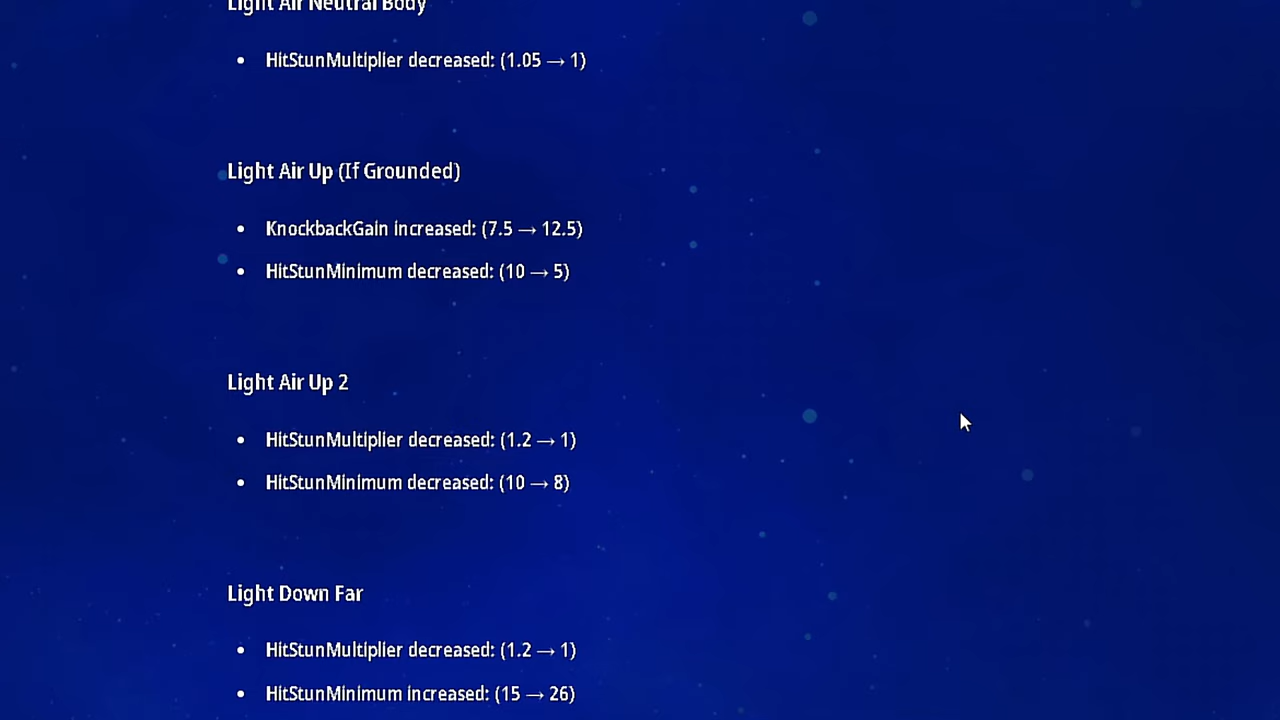 Light Air Neutral Body
• HitStunMultiplier decreased: (1.05 → 1)
Light Air Up (If Grounded)
• KnockbackGain increased: (7.5 → 12.5)
• HitStunMinimum decreased: (10 → 5)
Light Air Up 2
• HitStunMultiplier decreased: (1.2 → 1)
• HitStunMinimum decreased: (10 → 8)
Light Down Far
• HitStunMultiplier decreased: (1.2 → 1)
• HitStunMinimum increased: (15 → 26)